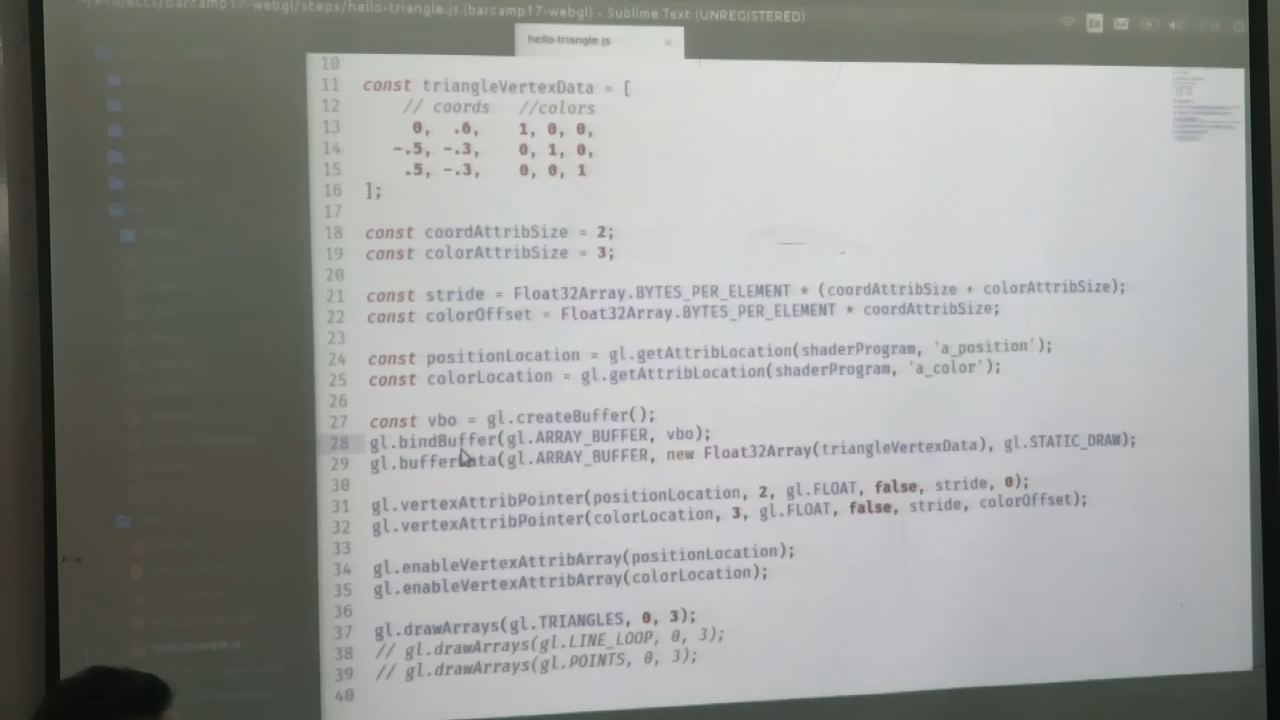 /Projects/barcamp17-webgl/steps/hello-triangle.js (barcamp17-webgl) - Sublime Text (UNREGISTERED)
En
hello-triangle.js ×
10
11 const triangleVertexData = [
12 // coords //colors
13 0, .6, 1, 0, 0,
14 -.5, -.3, 0, 1, 0,
15 .5, -.3, 0, 0, 1
16 ];
17
18 const coordAttribSize = 2;
19 const colorAttribSize = 3;
20
21 const stride = Float32Array.BYTES_PER_ELEMENT * (coordAttribSize + colorAttribSize);
22 const colorOffset = Float32Array.BYTES_PER_ELEMENT * coordAttribSize;
23
24 const positionLocation = gl.getAttribLocation(shaderProgram, 'a_position');
25 const colorLocation = gl.getAttribLocation(shaderProgram, 'a_color');
26
27 const vbo = gl.createBuffer();
28 gl.bindBuffer(gl.ARRAY_BUFFER, vbo);
29 gl.bufferData(gl.ARRAY_BUFFER, new Float32Array(triangleVertexData), gl.STATIC_DRAW);
30
31 gl.vertexAttribPointer(positionLocation, 2, gl.FLOAT, false, stride, 0);
32 gl.vertexAttribPointer(colorLocation, 3, gl.FLOAT, false, stride, colorOffset);
33
34 gl.enableVertexAttribArray(positionLocation);
35 gl.enableVertexAttribArray(colorLocation);
36
37 gl.drawArrays(gl.TRIANGLES, 0, 3);
38 // gl.drawArrays(gl.LINE_LOOP, 0, 3);
39 // gl.drawArrays(gl.POINTS, 0, 3);
40